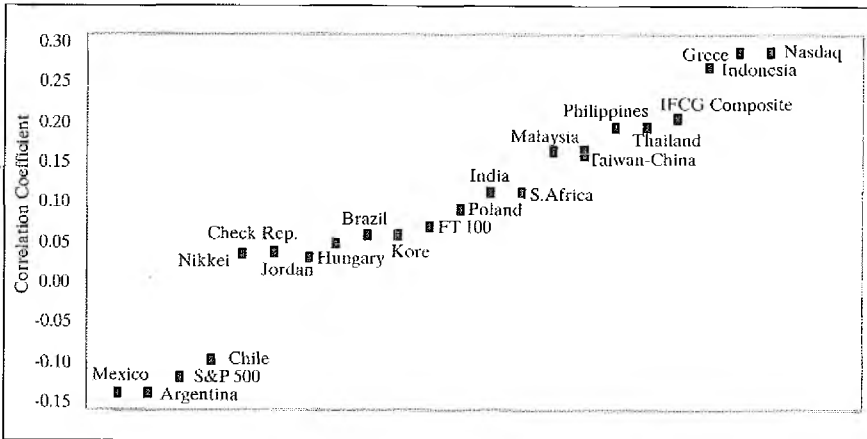 Correlation Coefficient
0.30
0.25
0.20
0.15
0.10
0.05
0.00
-0.05
-0.10
-0.15
Grece
Nasdaq
Indonesia
IFCG Composite
Philippines
Thailand
Malaysia
Taiwan-China
India
S.Africa
Poland
Brazil
FT 100
Kore
Check Rep.
Hungary
Nikkei
Jordan
Chile
Mexico
S&P 500
Argentina